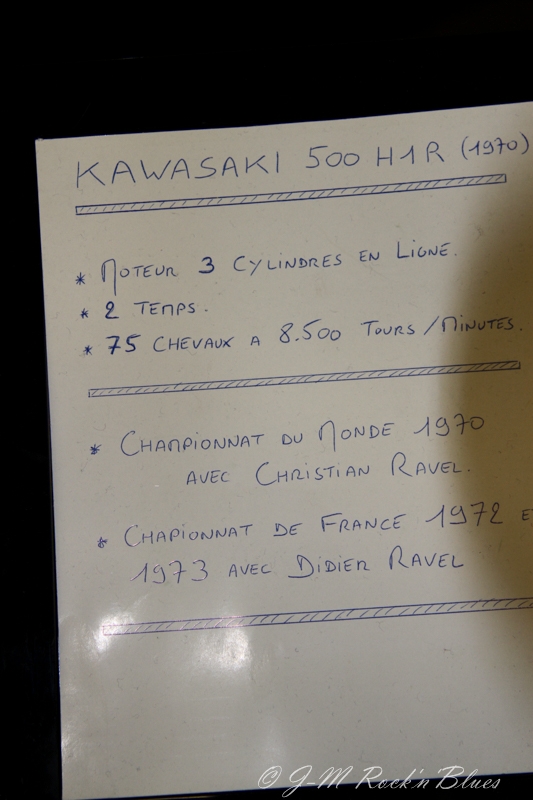 KAWASAKI 500 H1R (1970)
* MOTEUR 3 CYLINDRES EN LIGNE.
* 2 TEMPS.
* 75 CHEVAUX A 8.500 TOURS/MINUTES.
* CHAMPIONNAT DU MONDE 1970
AVEC CHRISTIAN RAVEL.
* CHAPIONNAT DE FRANCE 1972 E
1973 AVEC DIDIER RAVEL
© J-M Rock'n Blues